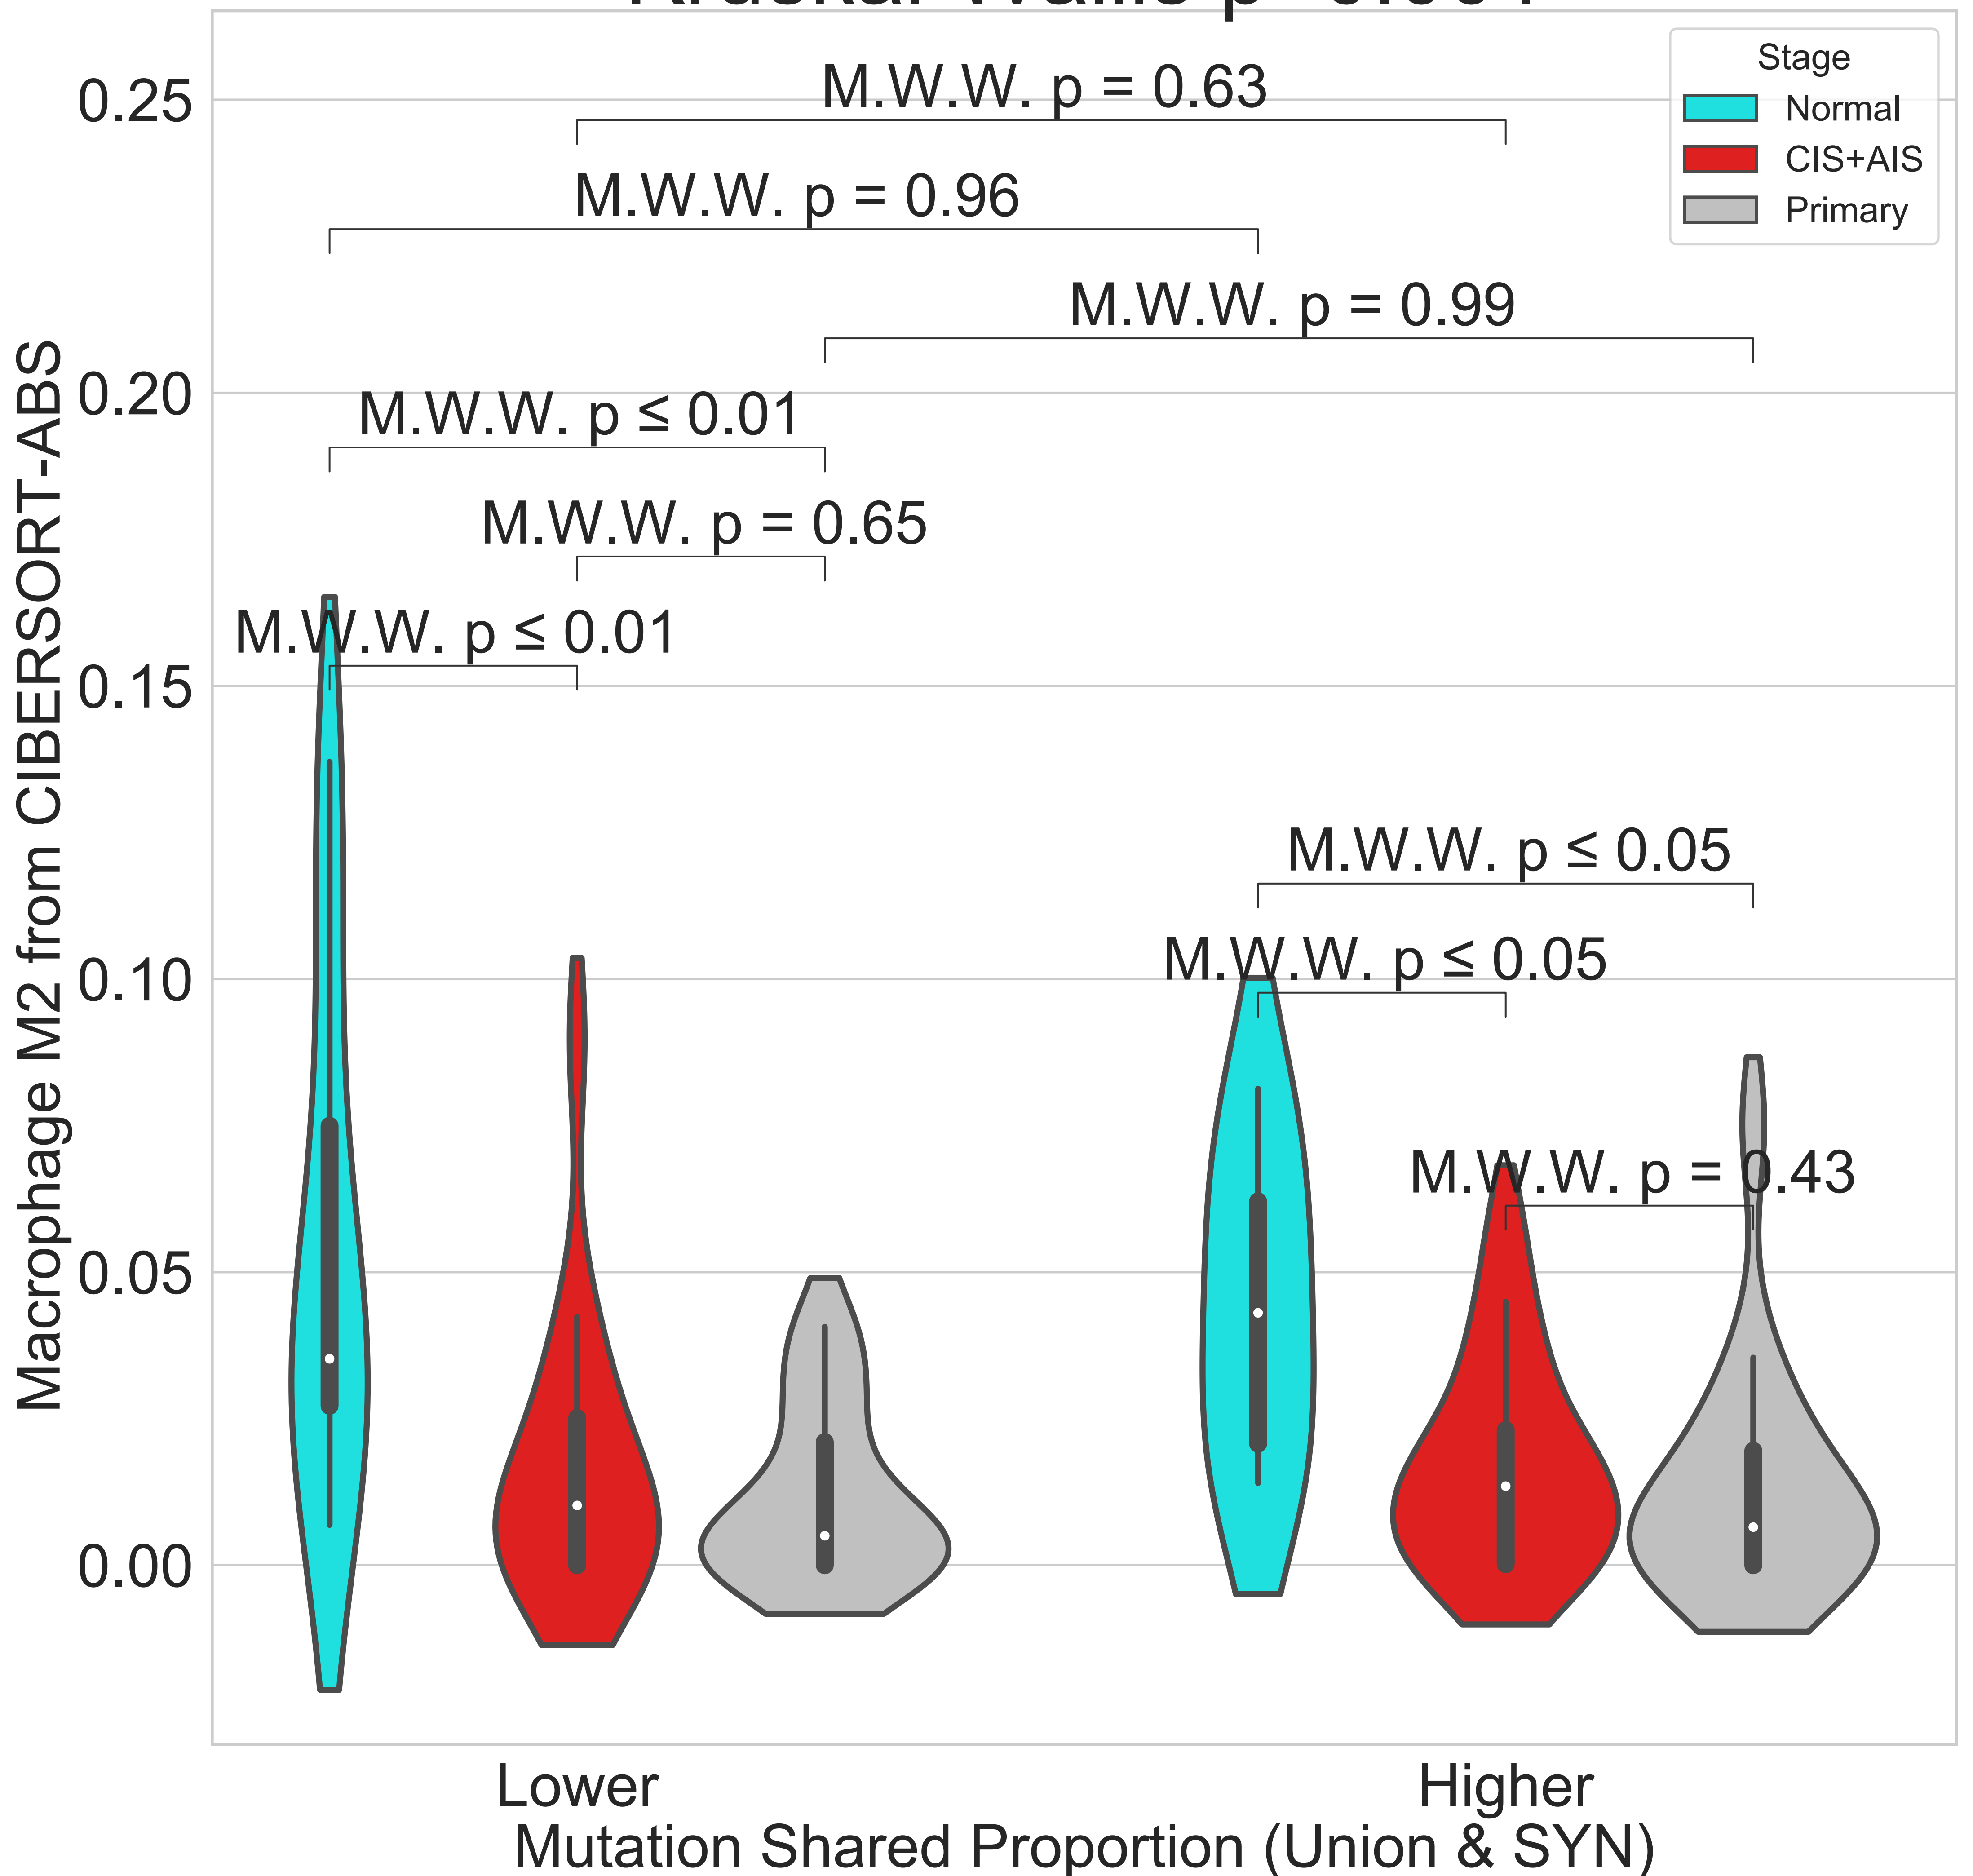 0.25
0.20
0.15
0.10
0.05
0.00
Macrophage M2 from CIBERSORT-ABS
M.W.W. p = 0.63
M.W.W. p = 0.96
M.W.W. p = 0.99
M.W.W. p ≤ 0.01
M.W.W. p = 0.65
M.W.W. p ≤ 0.01
M.W.W. p ≤ 0.05
M.W.W. p ≤ 0.05
M.W.W. p = 0.43
Stage
Normal
CIS+AIS
Primary
Lower
Higher
Mutation Shared Proportion (Union & SYN)